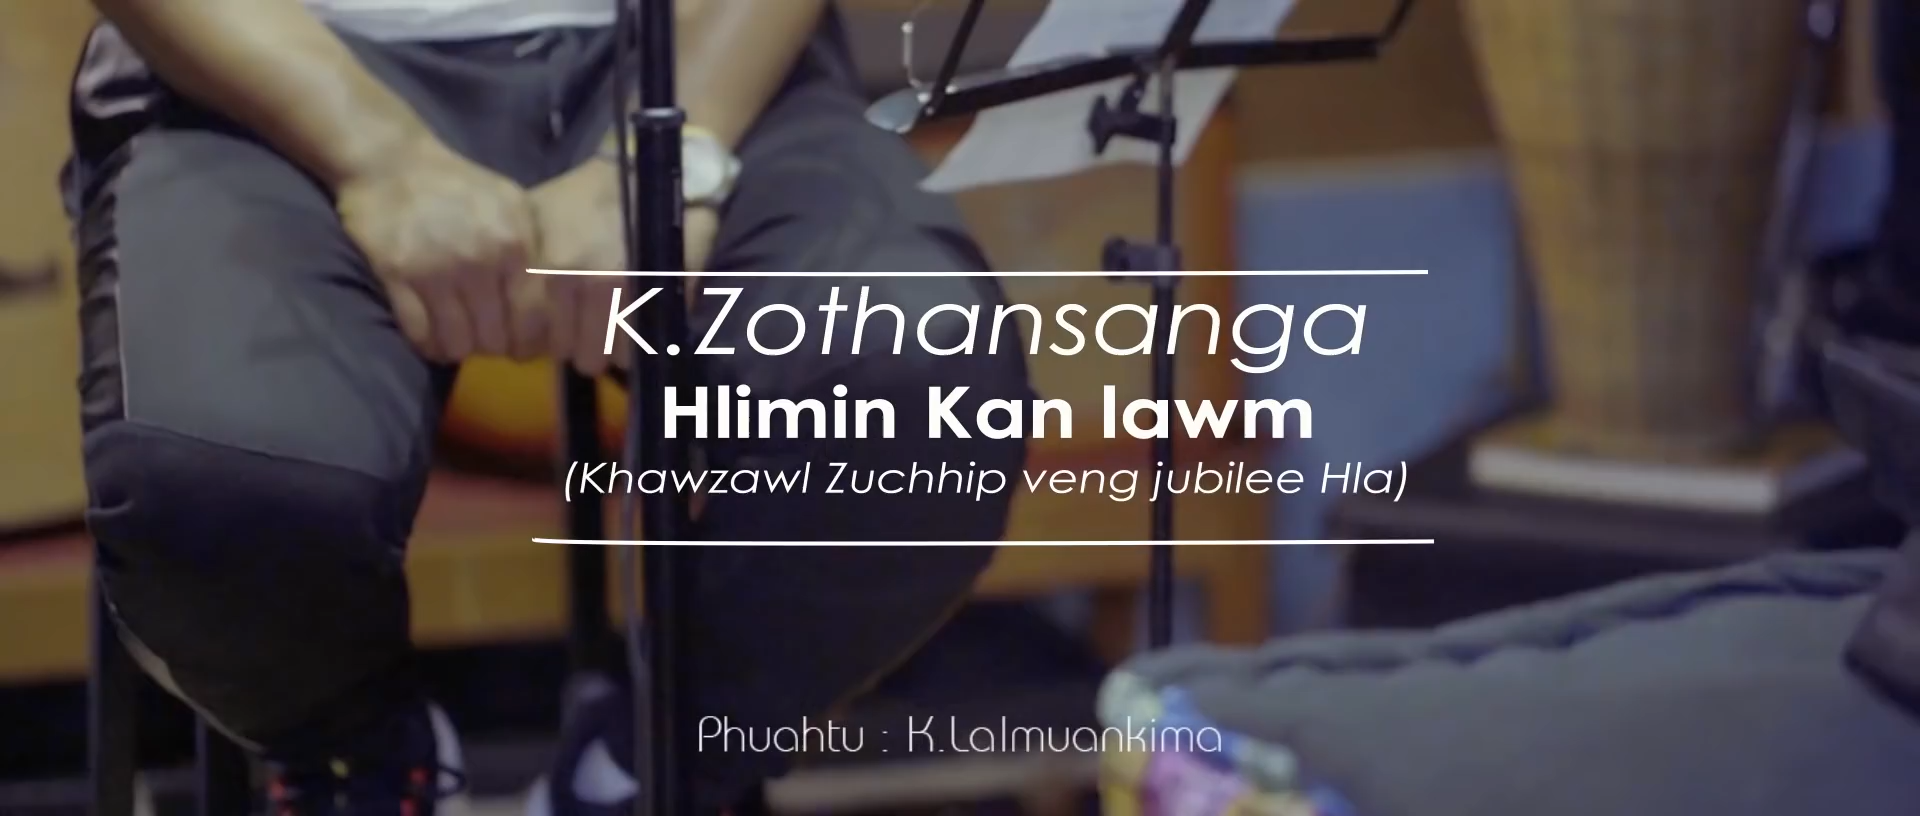 K.Zothansanga
Hlimin Kan lawm
(Khawzawl Zuchhip veng jubilee Hla)
Phuahtu : K.Lalmuankima